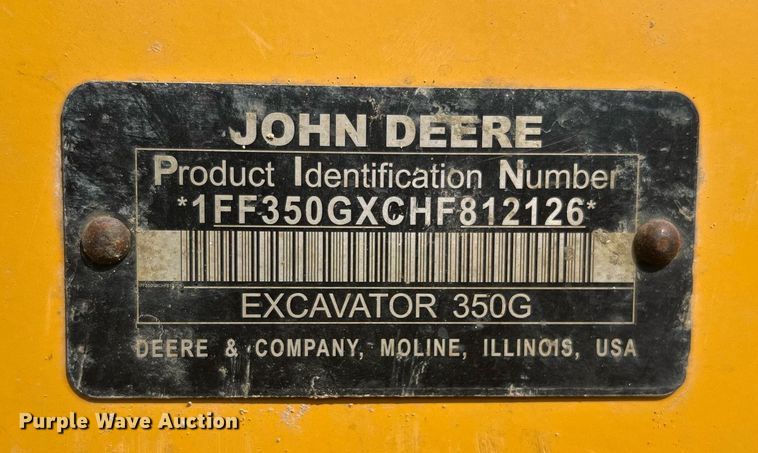 JOHN DEERE
Product Identification Number
*1FF350GXCHF812126*
EXCAVATOR 350G
DEERE & COMPANY, MOLINE, ILLINOIS, USA
Purple Wave Auction